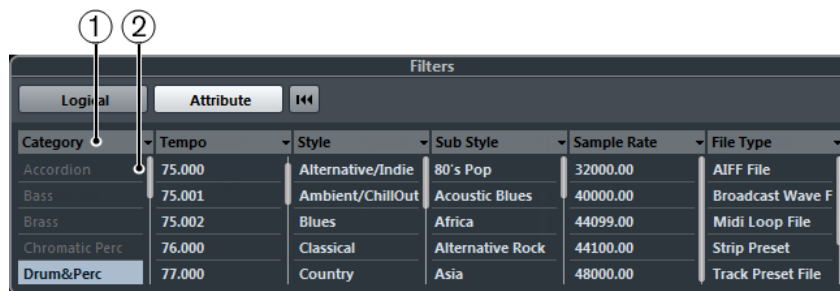 1 2
Filters
Logical Attribute
Category Tempo Style Sub Style Sample Rate File Type
Accordion 75.000 Alternative/Indie 80's Pop 32000.00 AIFF File
Bass 75.001 Ambient/ChillOut Acoustic Blues 40000.00 Broadcast Wave F
Brass 75.002 Blues Africa 44099.00 Midi Loop File
Chromatic Perc 76.000 Classical Alternative Rock 44100.00 Strip Preset
Drum&Perc 77.000 Country Asia 48000.00 Track Preset File